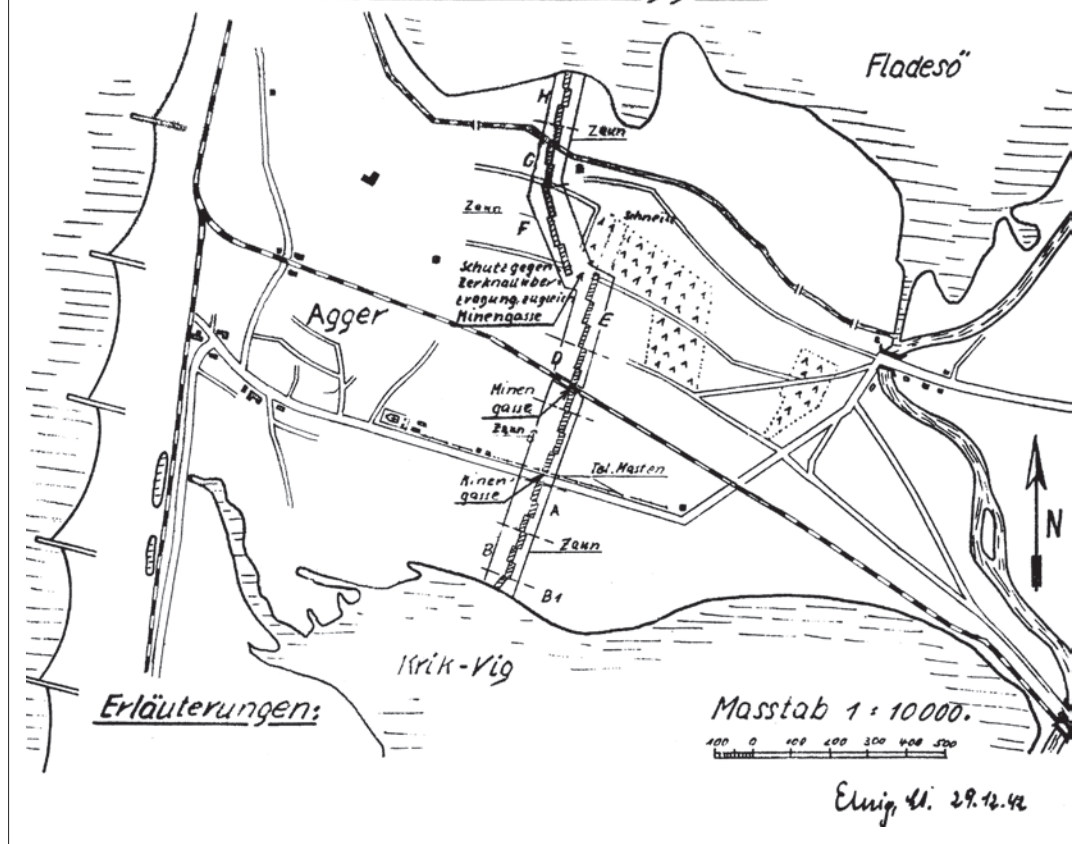 Fladesö
H
Zaun
G
Zaun
F
Schneise
Schutz gegen
Zerknallüber-
tragung, zugleich
Minengasse
E
Agger
D
Minen
gasse
Zaun
Minen-
gasse
Tel. Masten
A
B
Zaun
B1
N
Krik-Vig
Erläuterungen:
Masstab 1 : 10000.
100 0 100 200 300 400 500
29.12.42